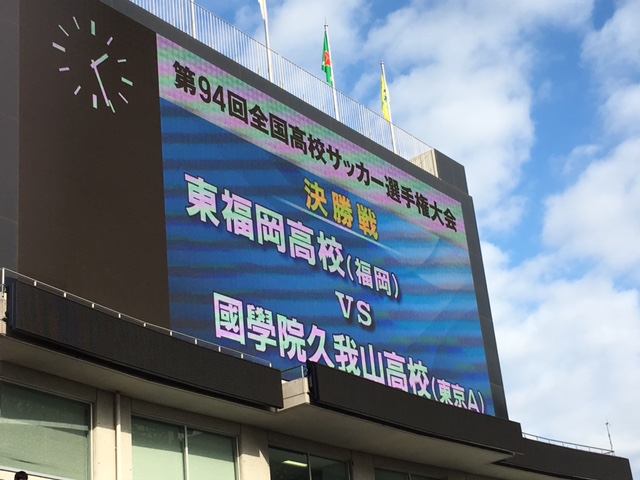 第94回全国高校サッカー選手権大会
決勝戦
東福岡高校(福岡)
VS
國學院久我山高校(東京A)